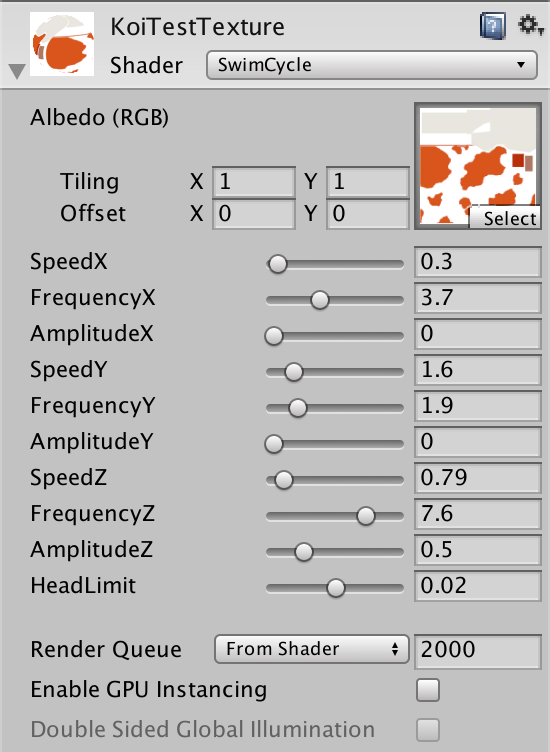 KoiTestTexture
Shader SwimCycle
Albedo (RGB)
Tiling X 1 Y 1
Offset X 0 Y 0
Select
SpeedX 0.3
FrequencyX 3.7
AmplitudeX 0
SpeedY 1.6
FrequencyY 1.9
AmplitudeY 0
SpeedZ 0.79
FrequencyZ 7.6
AmplitudeZ 0.5
HeadLimit 0.02
Render Queue From Shader 2000
Enable GPU Instancing
Double Sided Global Illumination